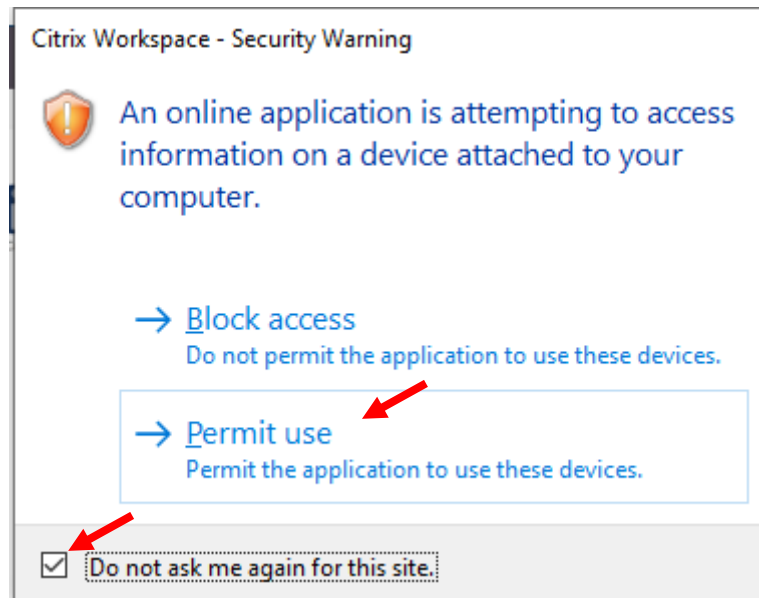 Citrix Workspace - Security Warning
An online application is attempting to access
information on a device attached to your
computer.
Block access
Do not permit the application to use these devices.
Permit use
Permit the application to use these devices.
Do not ask me again for this site.